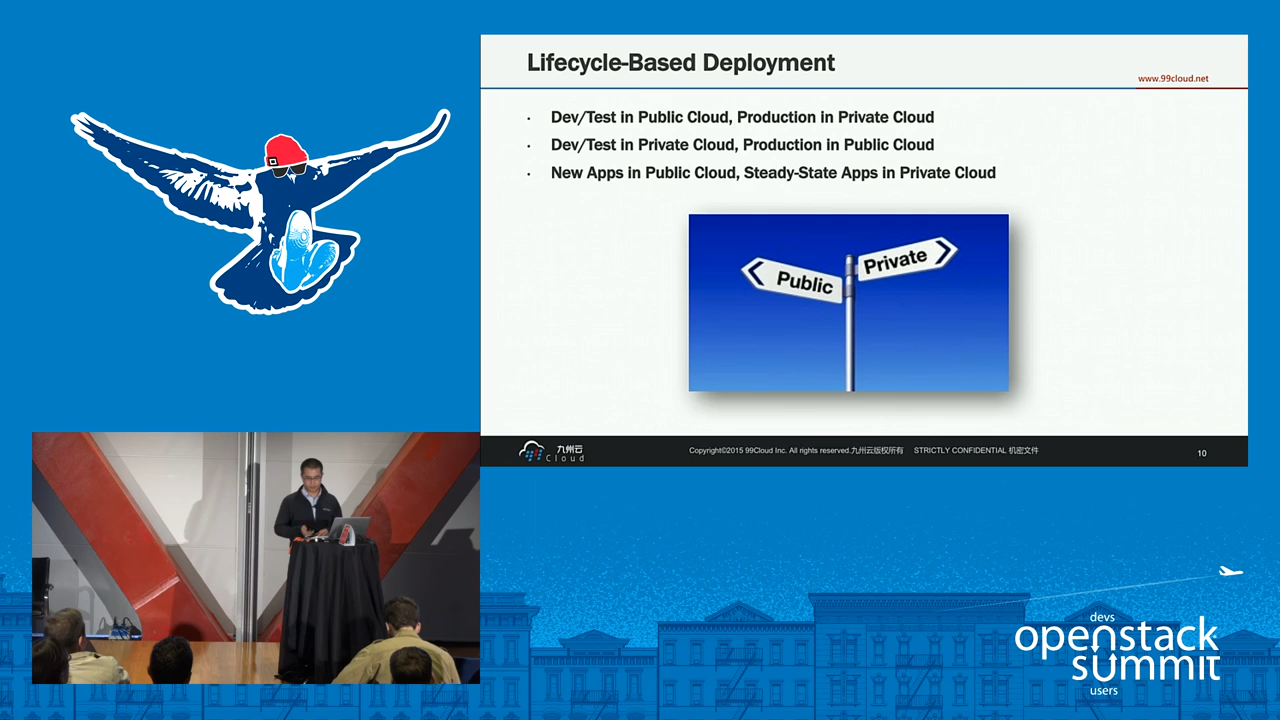 Lifecycle-Based Deployment
www.99cloud.net
· Dev/Test in Public Cloud, Production in Private Cloud
· Dev/Test in Private Cloud, Production in Public Cloud
· New Apps in Public Cloud, Steady-State Apps in Private Cloud
Public
Private
九州云
Cloud
Copyright©2015 99Cloud Inc. All rights reserved.九州云版权所有 STRICTLY CONFIDENTIAL 机密文件
10
devs
openstack
summit
users